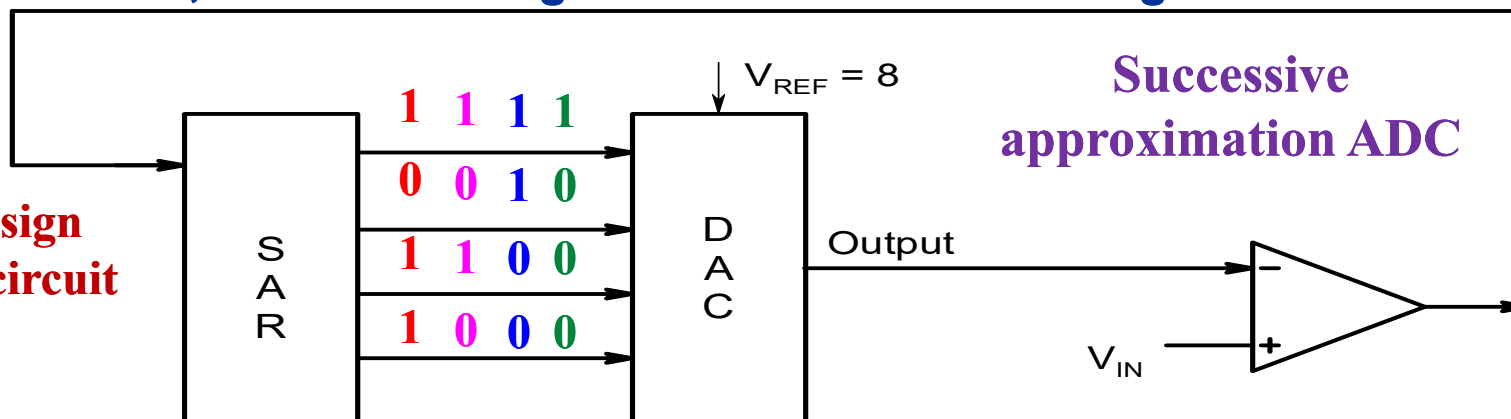 V_REF = 8
Successive
approximation ADC
1 1 1 1
0 0 1 0
1 1 0 0
1 0 0 0
sign
circuit
S
A
R
D
A
C
Output
V_IN
−
+